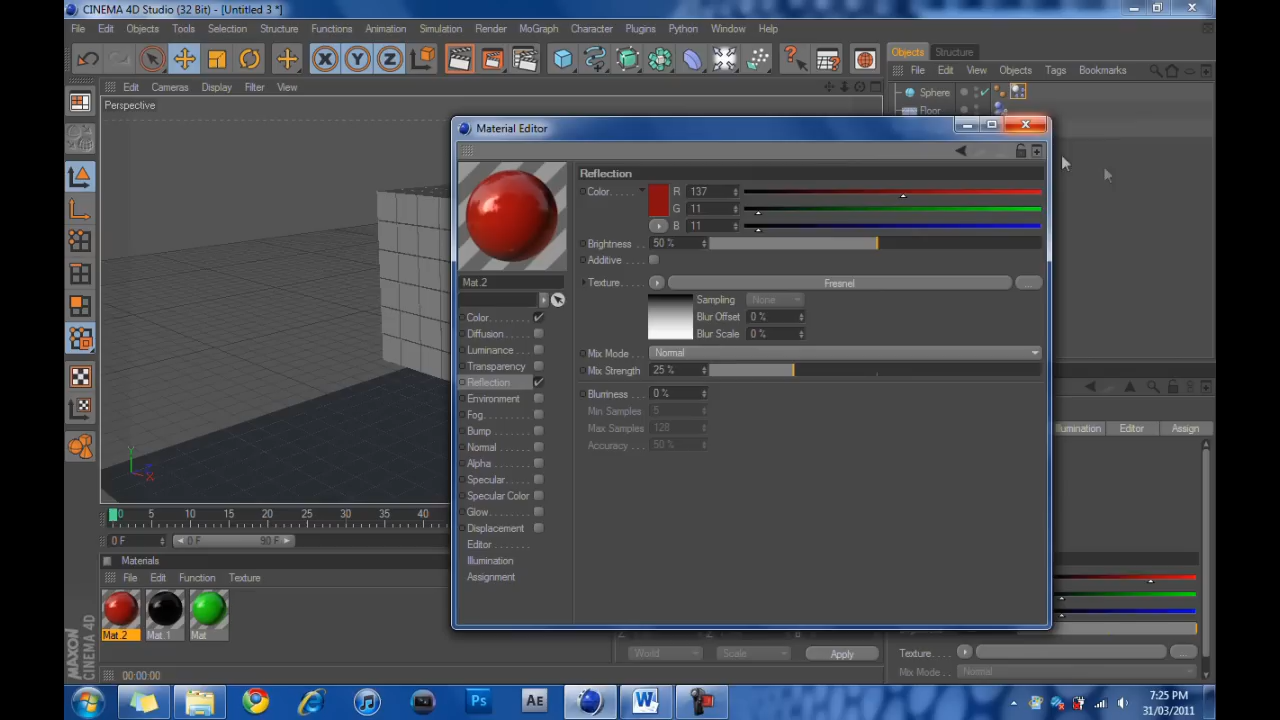 CINEMA 4D Studio (32 Bit) - [Untitled 3 *]
File Edit Objects Tools Selection Structure Functions Animation Simulation Render MoGraph Character Plugins Python Window Help
X Y Z
Objects Structure
File Edit View Objects Tags Bookmarks
Edit Cameras Display Filter View
Perspective
Sphere
Floor
Material Editor
Reflection
Color R 137
G 11
B 11
Brightness 50 %
Additive
Texture Fresnel ...
Sampling None
Blur Offset 0 %
Blur Scale 0 %
Mix Mode Normal
Mix Strength 25 %
Blurriness 0 %
Min Samples 5
Max Samples 128
Accuracy 50 %
Mat.2
Color
Diffusion
Luminance
Transparency
Reflection
Environment
Fog
Bump
Normal
Alpha
Specular
Specular Color
Glow
Displacement
Editor
Illumination
Assignment
Illumination Editor Assign
Y Z X
0 5 10 15 20 25 30 35 40
0 F 0 F 90 F
Materials
File Edit Function Texture
Mat.2 Mat.1 Mat
World Scale Apply
Texture ...
Mix Mode Normal
MAXON CINEMA 4D
00:00:00
Ps Ae W
7:25 PM
31/03/2011